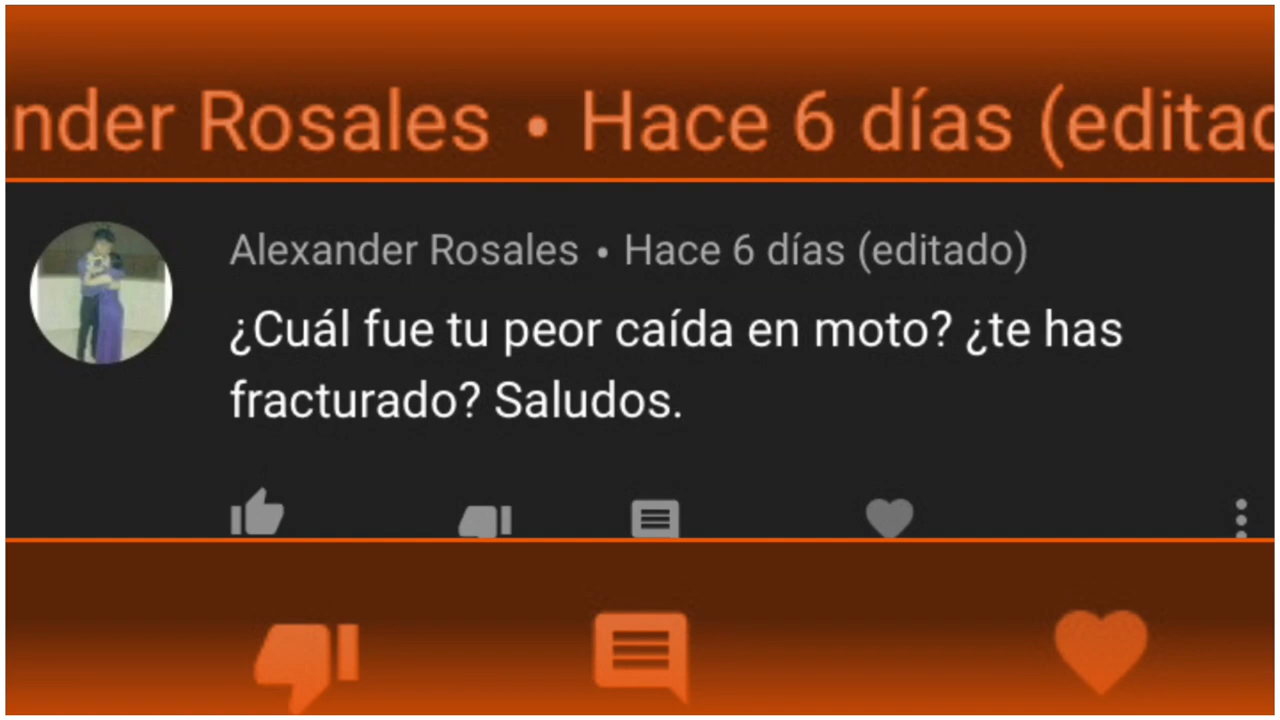 nder Rosales • Hace 6 días (editad
Alexander Rosales • Hace 6 días (editado)
¿Cuál fue tu peor caída en moto? ¿te has
fracturado? Saludos.